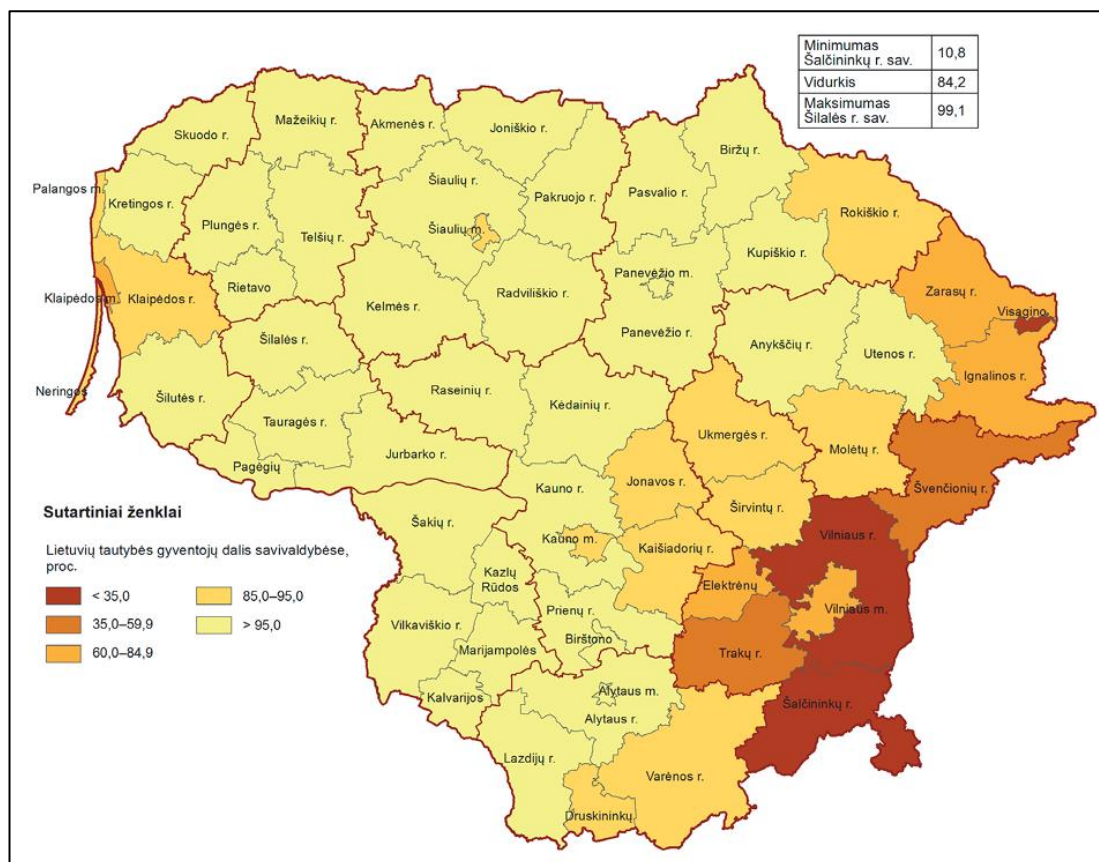 Minimumas
Šalčininkų r. sav.
10,8
Vidurkis
84,2
Maksimumas
Šilalės r. sav.
99,1
Skuodo r.
Mažeikių r.
Akmenės r.
Joniškio r.
Biržų r.
Palangos m.
Kretingos r.
Plungės r.
Telšių r.
Šiaulių r.
Šiaulių m.
Pakruojo r.
Pasvalio r.
Rokiškio r.
Kupiškio r.
Klaipėdos m.
Klaipėdos r.
Rietavo
Kelmės r.
Radviliškio r.
Panevėžio m.
Panevėžio r.
Zarasų r.
Visagino
Šilalės r.
Anykščių r.
Utenos r.
Ignalinos r.
Neringos
Šilutės r.
Tauragės r.
Raseinių r.
Kėdainių r.
Ukmergės r.
Molėtų r.
Pagėgių
Jurbarko r.
Kauno r.
Jonavos r.
Širvintų r.
Švenčionių r.
Šakių r.
Kauno m.
Kaišiadorių r.
Vilniaus r.
Kazlų
Rūdos
Elektrėnų
Vilniaus m.
Vilkaviškio r.
Prienų r.
Birštono
Marijampolės
Trakų r.
Kalvarijos
Alytaus m.
Alytaus r.
Šalčininkų r.
Lazdijų r.
Varėnos r.
Druskininkų
Sutartiniai ženklai
Lietuvių tautybės gyventojų dalis savivaldybėse,
proc.
< 35,0
35,0–59,9
60,0–84,9
85,0–95,0
> 95,0